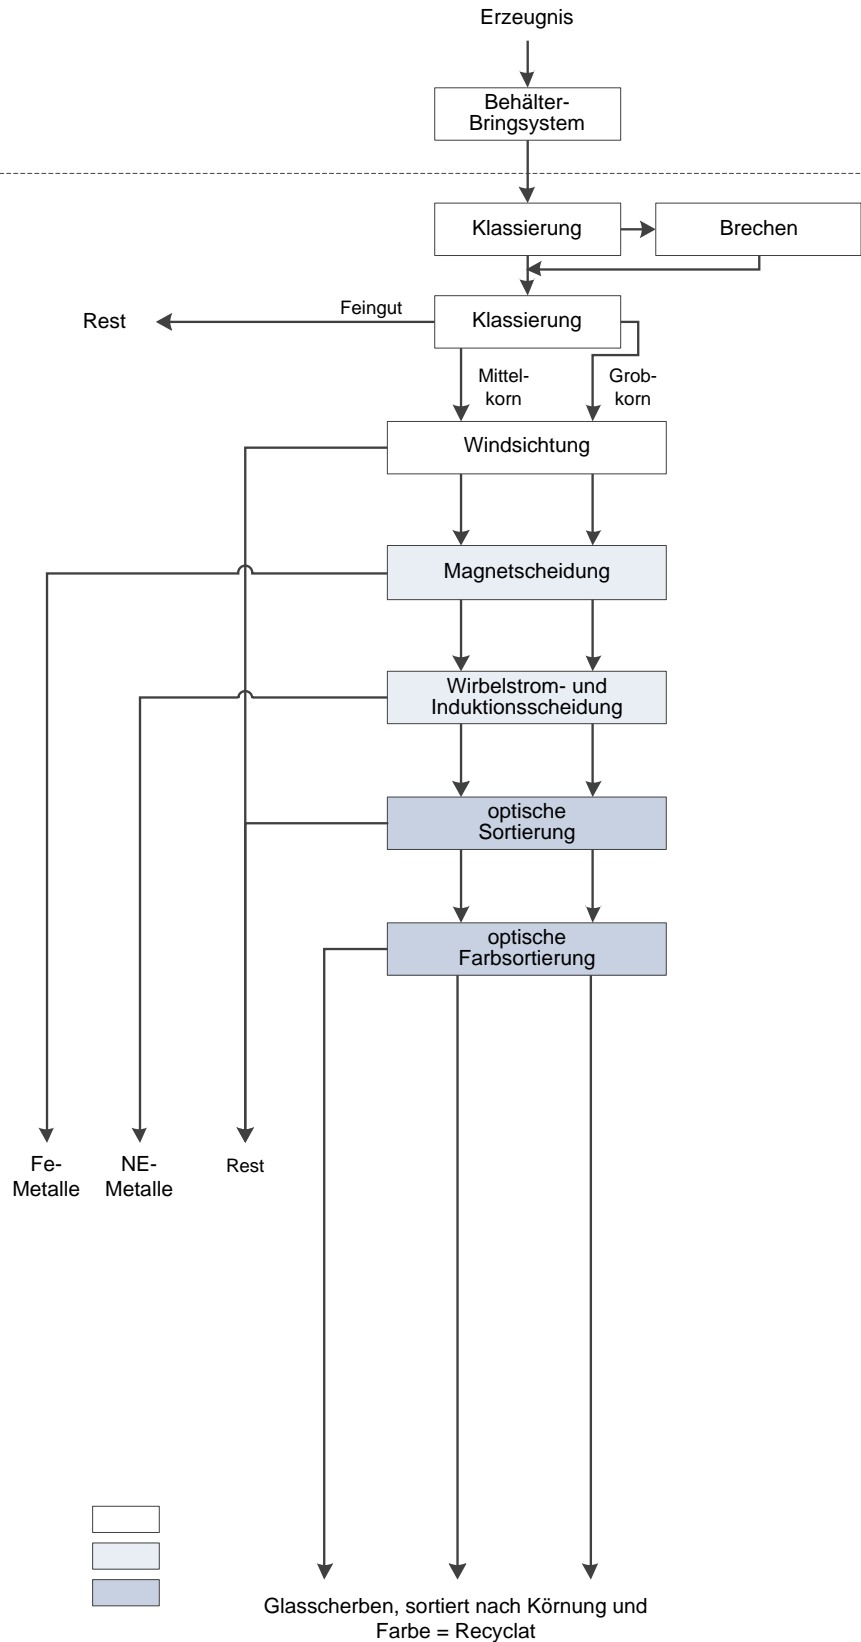 Erzeugnis
Behälter-
Bringsystem
Klassierung
Brechen
Feingut
Rest
Klassierung
Mittel-
korn
Grob-
korn
Windsichtung
Magnetscheidung
Wirbelstrom- und
Induktionsscheidung
optische
Sortierung
optische
Farbsortierung
Fe-
Metalle
NE-
Metalle
Rest
Glasscherben, sortiert nach Körnung und
Farbe = Recyclat